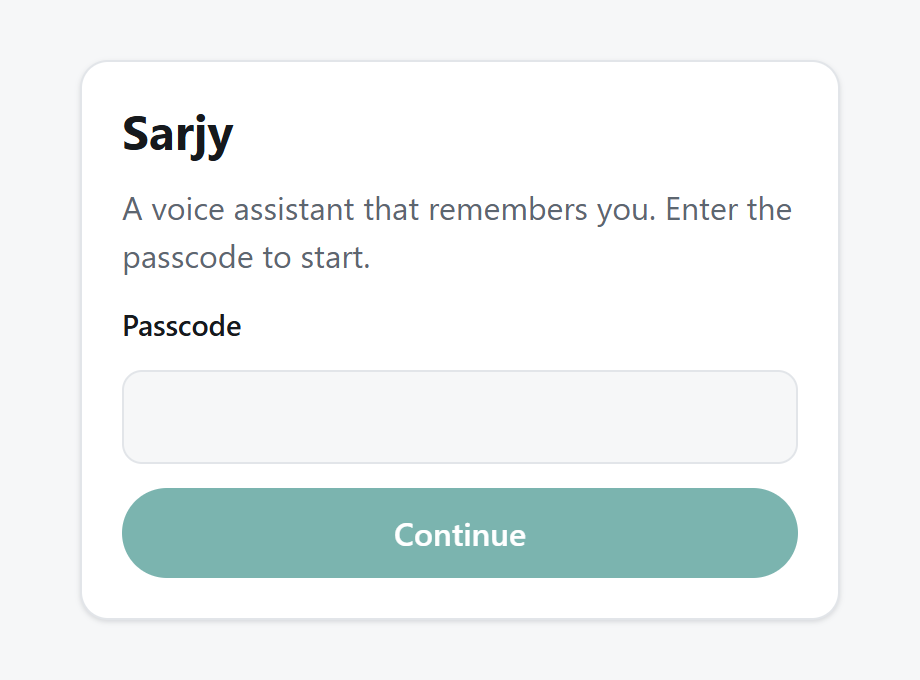 Sarjy
A voice assistant that remembers you. Enter the
passcode to start.
Passcode
Continue